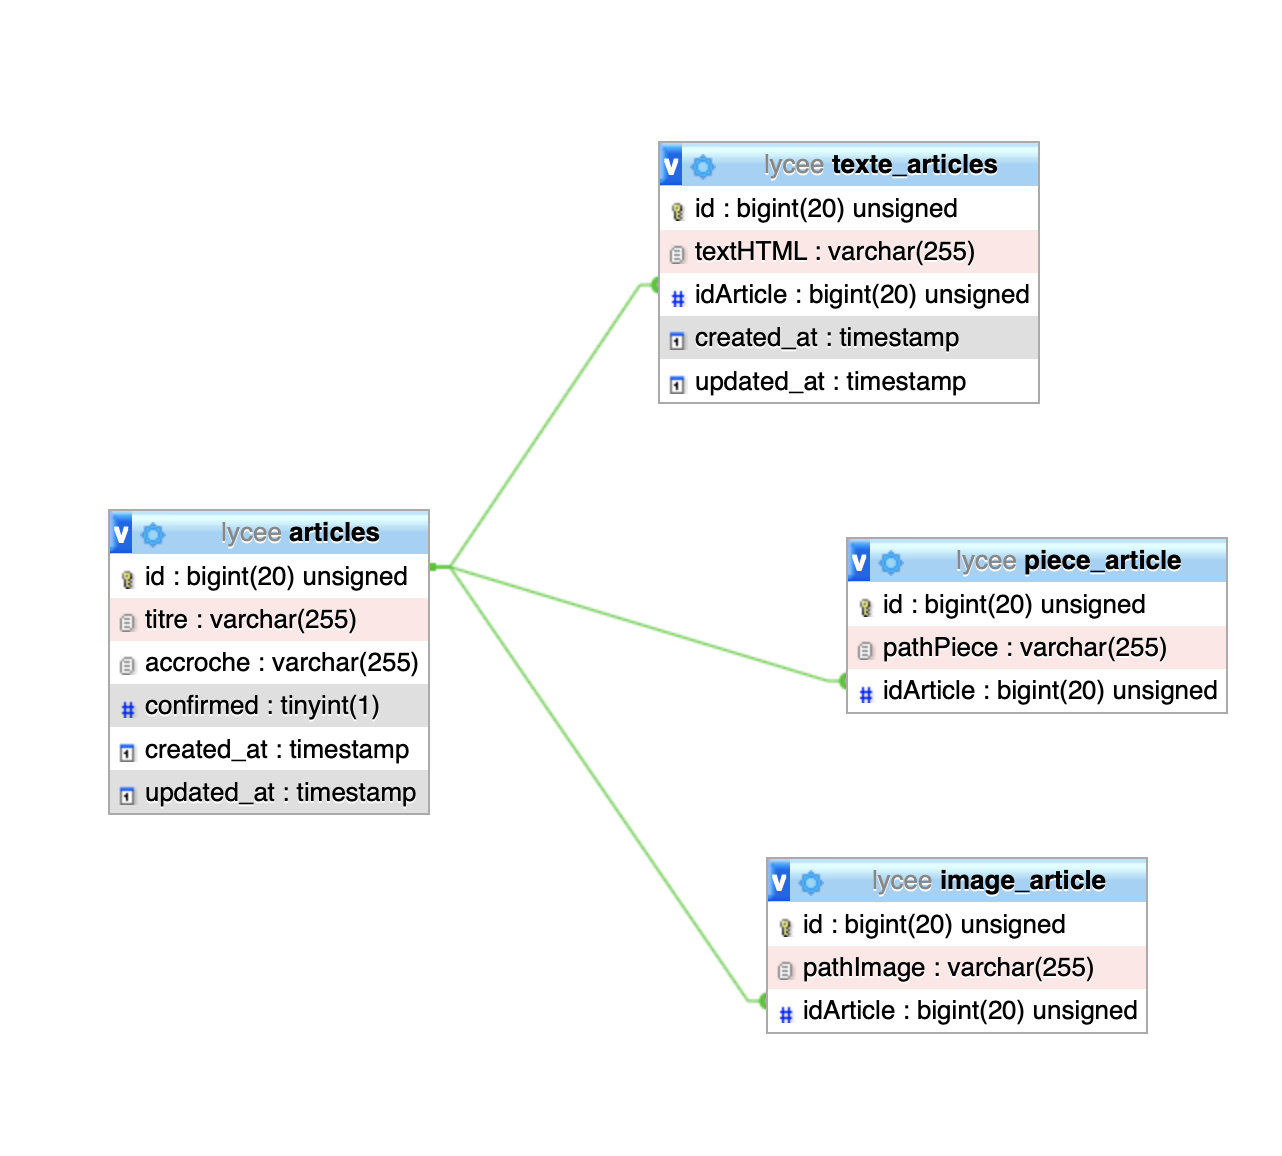 v lycee texte_articles
id : bigint(20) unsigned
textHTML : varchar(255)
idArticle : bigint(20) unsigned
created_at : timestamp
updated_at : timestamp
v lycee articles
id : bigint(20) unsigned
titre : varchar(255)
accroche : varchar(255)
confirmed : tinyint(1)
created_at : timestamp
updated_at : timestamp
v lycee piece_article
id : bigint(20) unsigned
pathPiece : varchar(255)
idArticle : bigint(20) unsigned
v lycee image_article
id : bigint(20) unsigned
pathImage : varchar(255)
idArticle : bigint(20) unsigned